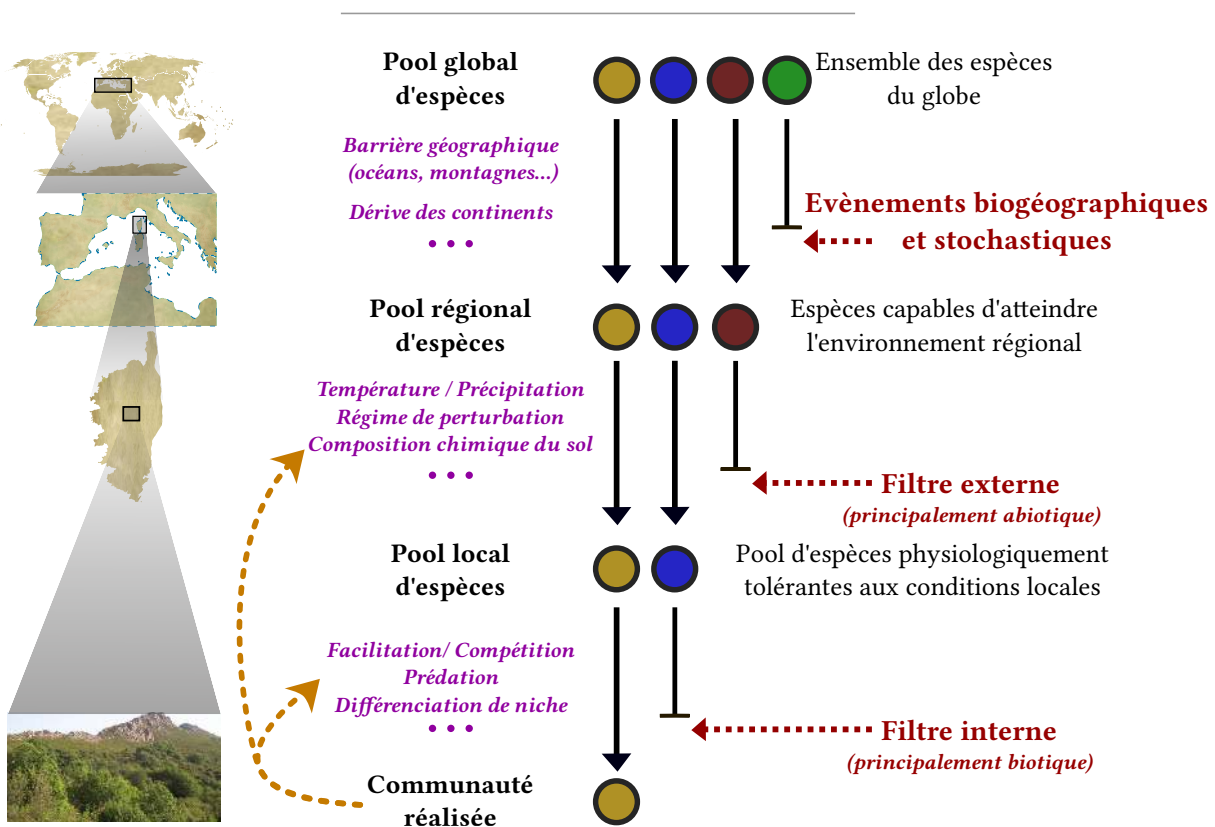 Pool global
d'espèces
Ensemble des espèces
du globe
Barrière géographique
(océans, montagnes...)
Dérive des continents
• • •
Evènements biogéographiques
et stochastiques
Pool régional
d'espèces
Espèces capables d'atteindre
l'environnement régional
Température / Précipitation
Régime de perturbation
Composition chimique du sol
• • •
Filtre externe
(principalement abiotique)
Pool local
d'espèces
Pool d'espèces physiologiquement
tolérantes aux conditions locales
Facilitation/ Compétition
Prédation
Différenciation de niche
• • •
Filtre interne
(principalement biotique)
Communauté
réalisée